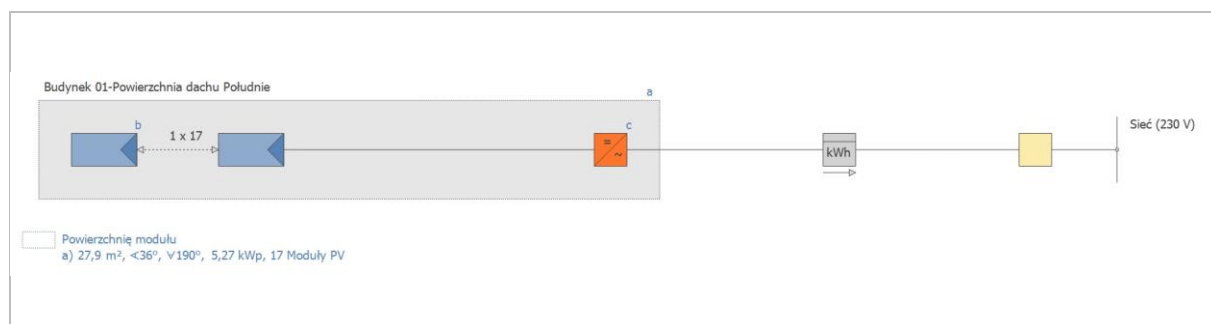 Budynek 01-Powierzchnia dachu Południe
a
b
1 x 17
c
=
~
kWh
Sieć (230 V)
Powierzchnię modułu
a) 27,9 m², ∢36°, ∀190°, 5,27 kWp, 17 Moduły PV